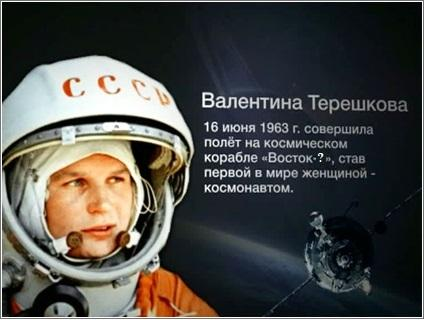 СССР
Валентина Терешкова
16 июня 1963 г. совершила
полёт на космическом
корабле «Восток-?», став
первой в мире женщиной -
космонавтом.